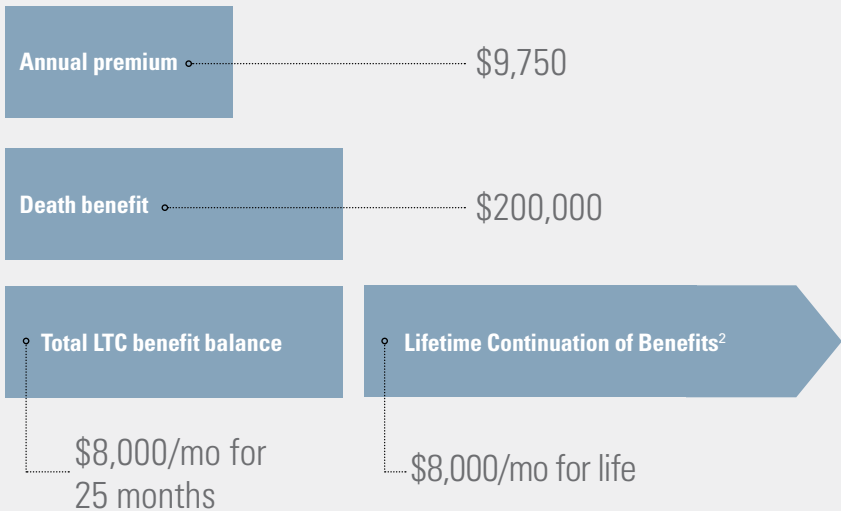 Annual premium
$9,750
Death benefit
$200,000
Total LTC benefit balance
Lifetime Continuation of Benefits²
$8,000/mo for
25 months
$8,000/mo for life